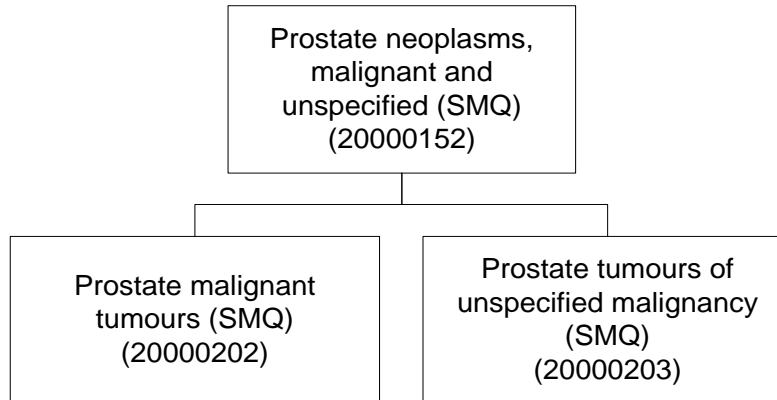 Prostate neoplasms,
malignant and
unspecified (SMQ)
(20000152)
Prostate malignant
tumours (SMQ)
(20000202)
Prostate tumours of
unspecified malignancy
(SMQ)
(20000203)